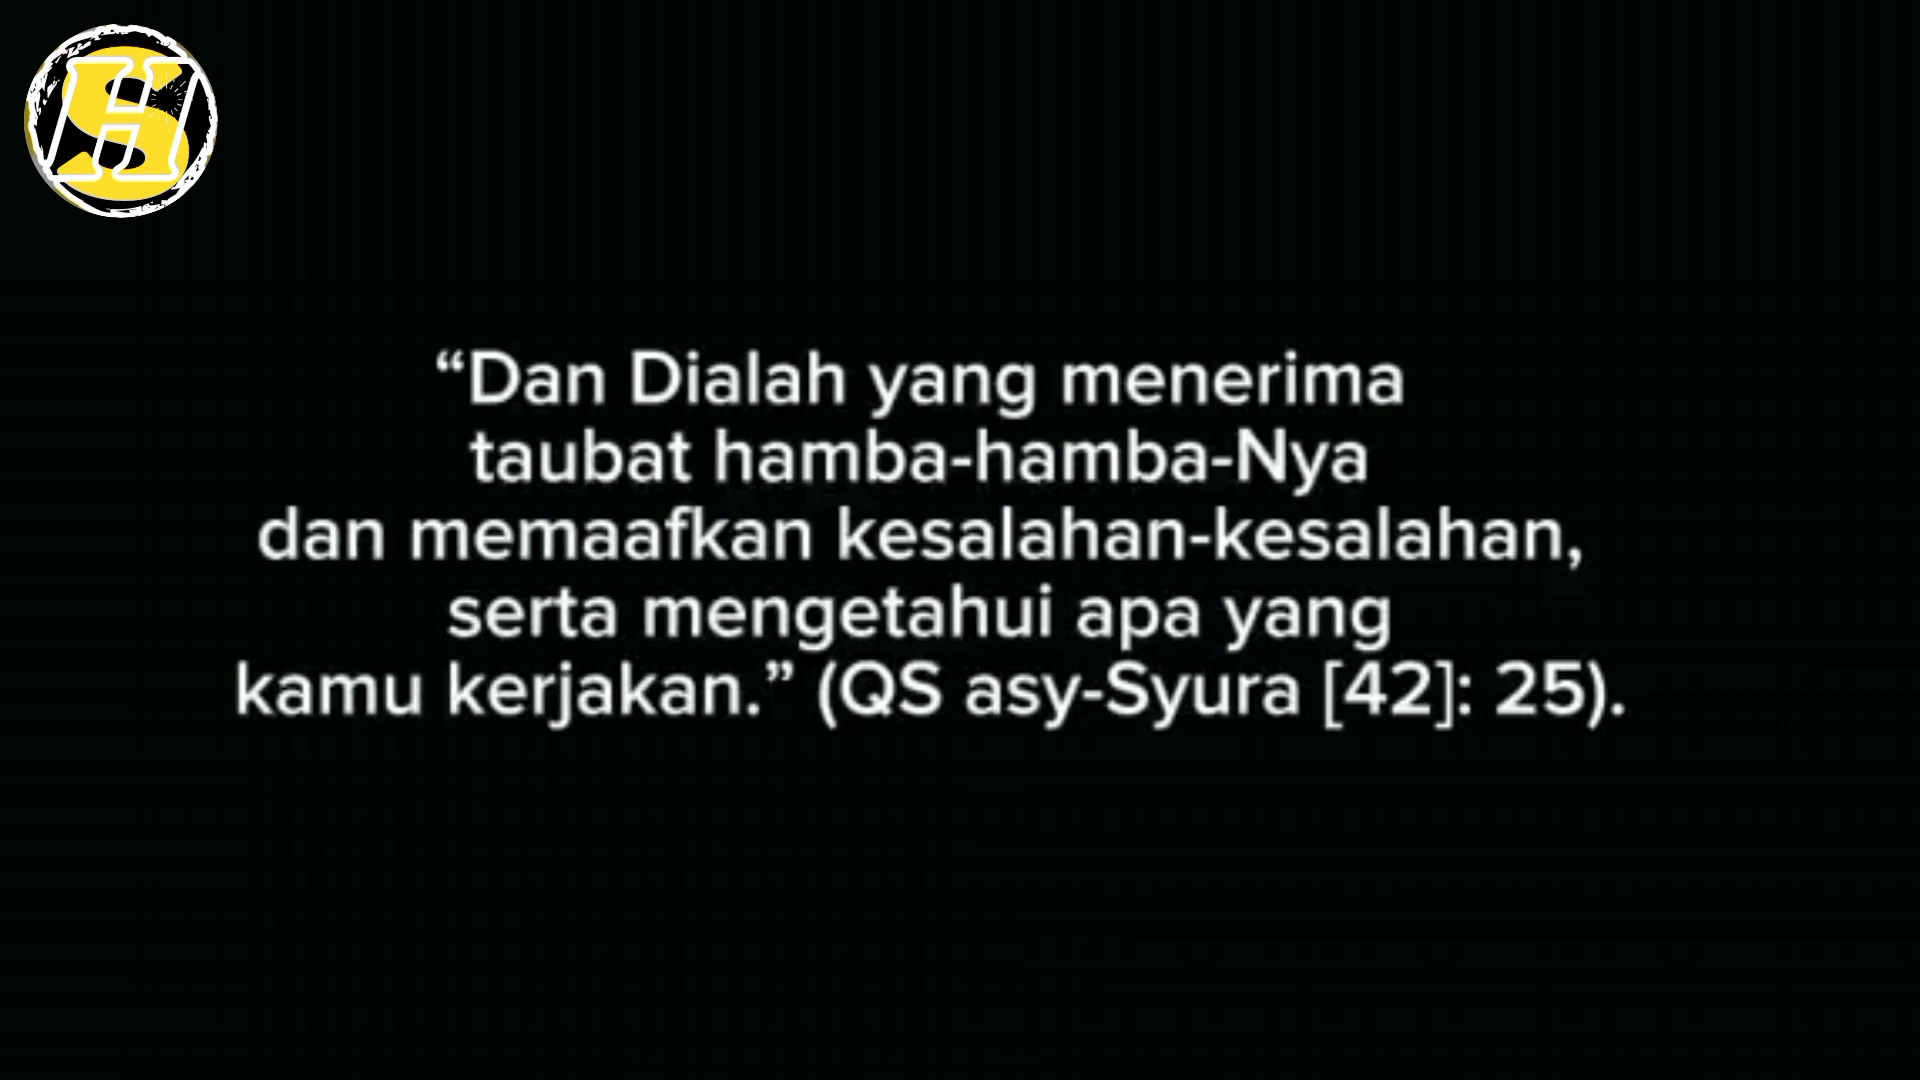 HS
“Dan Dialah yang menerima
taubat hamba-hamba-Nya
dan memaafkan kesalahan-kesalahan,
serta mengetahui apa yang
kamu kerjakan.” (QS asy-Syura [42]: 25).